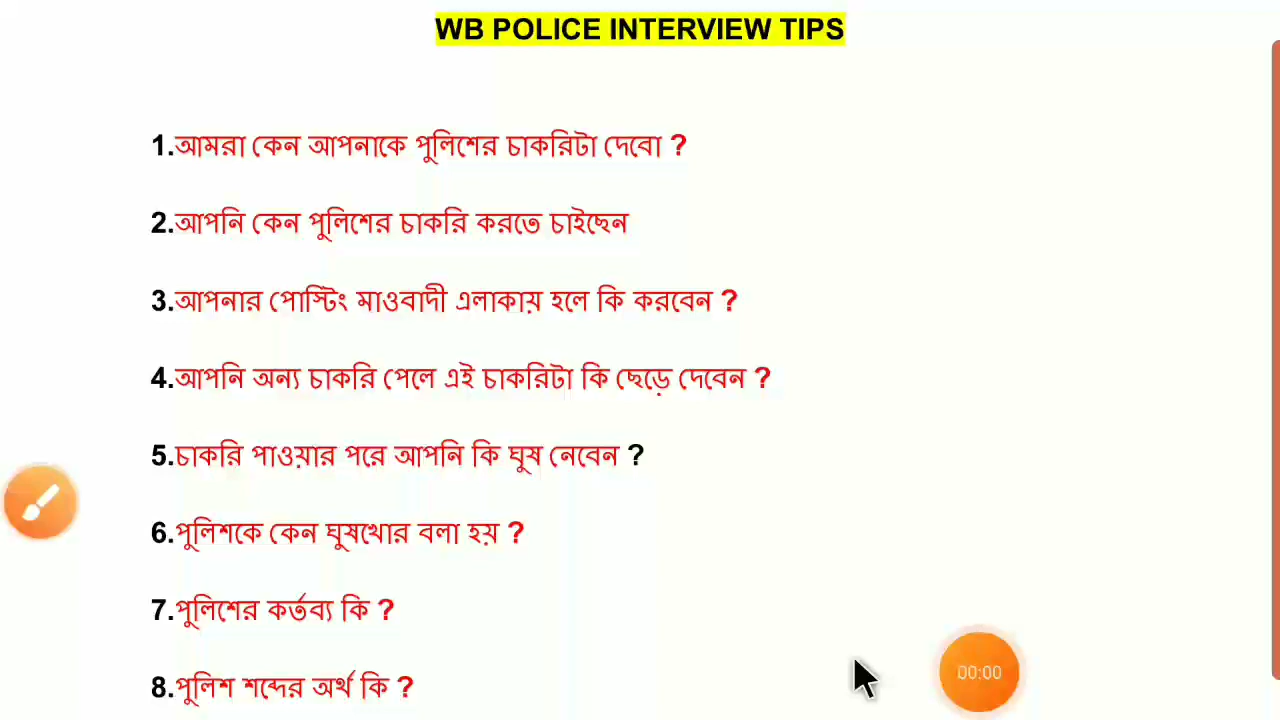 WB POLICE INTERVIEW TIPS
1.আমরা কেন আপনাকে পুলিশের চাকরিটা দেবো ?
2.আপনি কেন পুলিশের চাকরি করতে চাইছেন
3.আপনার পোস্টিং মাওবাদী এলাকায় হলে কি করবেন ?
4.আপনি অন্য চাকরি পেলে এই চাকরিটা কি ছেড়ে দেবেন ?
5.চাকরি পাওয়ার পরে আপনি কি ঘুষ নেবেন ?
6.পুলিশকে কেন ঘুষখোর বলা হয় ?
7.পুলিশের কর্তব্য কি ?
8.পুলিশ শব্দের অর্থ কি ?
00:00